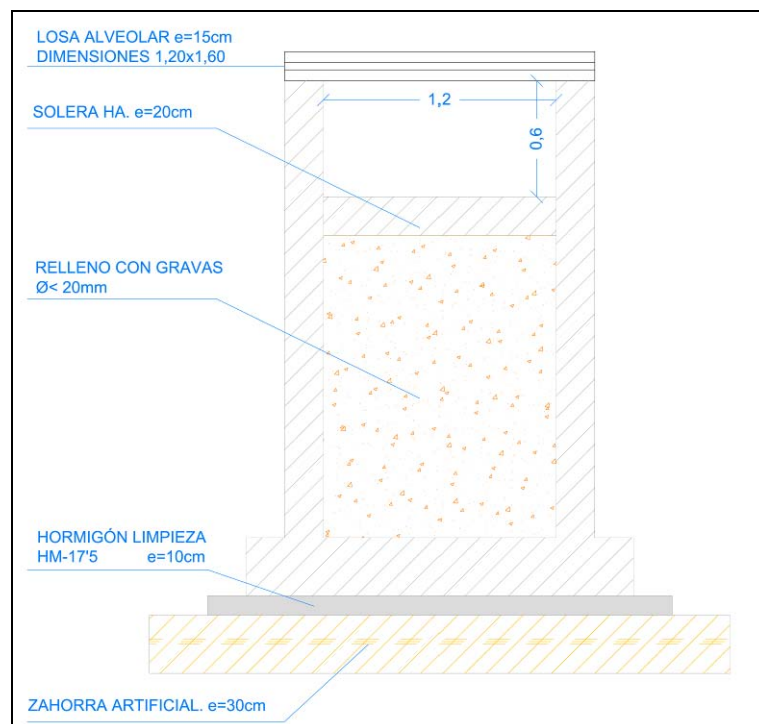 LOSA ALVEOLAR e=15cm
DIMENSIONES 1,20x1,60
1,2
SOLERA HA. e=20cm
0,6
RELLENO CON GRAVAS
Ø< 20mm
HORMIGÓN LIMPIEZA
HM-17'5 e=10cm
ZAHORRA ARTIFICIAL. e=30cm